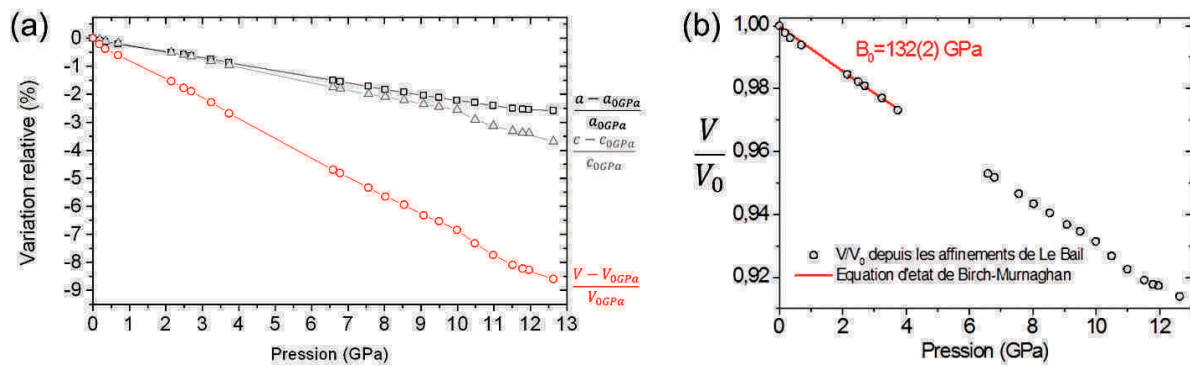 (a)
0
-1
-2
-3
-4
-5
-6
-7
-8
-9
Variation relative (%)
0 1 2 3 4 5 6 7 8 9 10 11 12 13
Pression (GPa)
a − a0GPa
a0GPa
c − c0GPa
c0GPa
V − V0GPa
V0GPa
(b)
1,00
0,98
0,96
0,94
0,92
V
V0
B0=132(2) GPa
V/V0 depuis les affinements de Le Bail
Equation d'etat de Birch-Murnaghan
0 2 4 6 8 10 12
Pression (GPa)